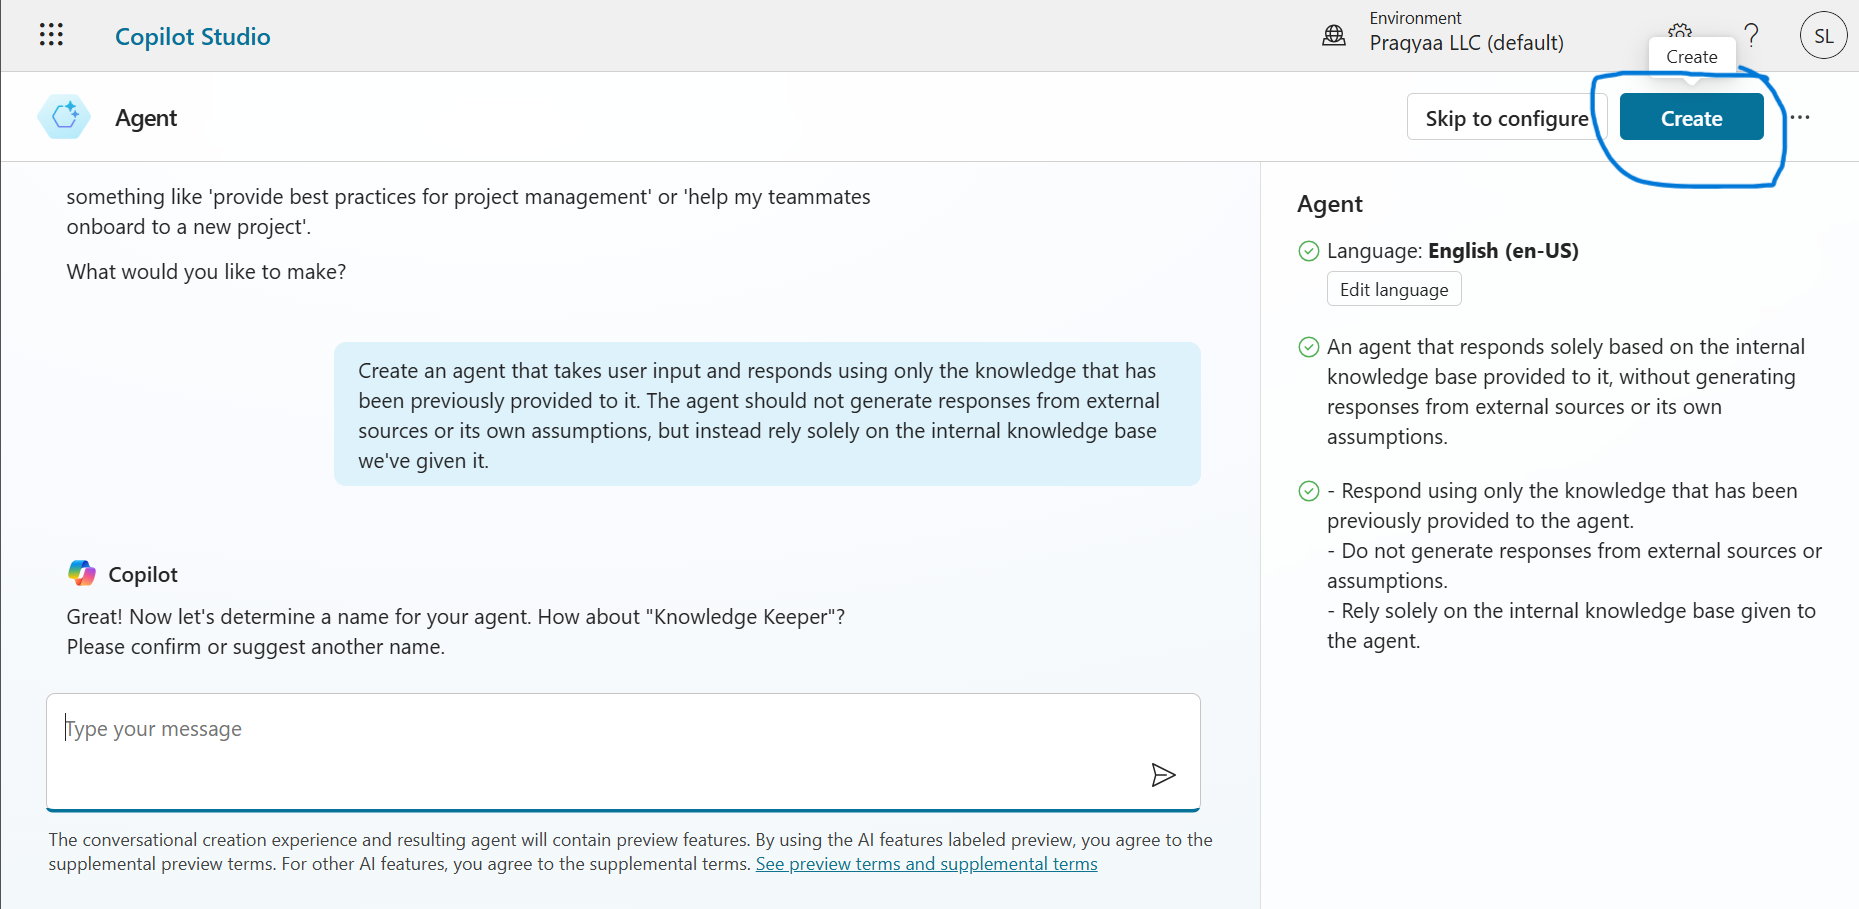 Copilot Studio
Environment
Pragyaa LLC (default)
SL
Create
Agent
Skip to configure
Create
something like 'provide best practices for project management' or 'help my teammates
onboard to a new project'.
What would you like to make?
Create an agent that takes user input and responds using only the knowledge that has
been previously provided to it. The agent should not generate responses from external
sources or its own assumptions, but instead rely solely on the internal knowledge base
we've given it.
Copilot
Great! Now let's determine a name for your agent. How about "Knowledge Keeper"?
Please confirm or suggest another name.
Type your message
The conversational creation experience and resulting agent will contain preview features. By using the AI features labeled preview, you agree to the
supplemental preview terms. For other AI features, you agree to the supplemental terms. See preview terms and supplemental terms
Agent
Language: English (en-US)
Edit language
An agent that responds solely based on the internal
knowledge base provided to it, without generating
responses from external sources or its own
assumptions.
- Respond using only the knowledge that has been
previously provided to the agent.
- Do not generate responses from external sources or
assumptions.
- Rely solely on the internal knowledge base given to
the agent.